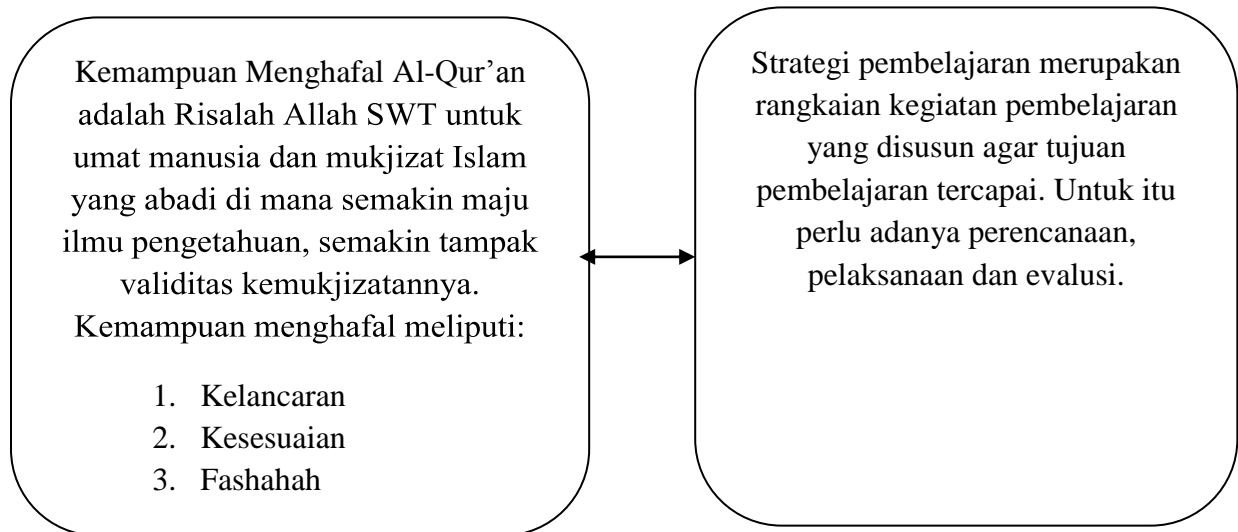 Kemampuan Menghafal Al-Qur’an
adalah Risalah Allah SWT untuk
umat manusia dan mukjizat Islam
yang abadi di mana semakin maju
ilmu pengetahuan, semakin tampak
validitas kemukjizatannya.
Kemampuan menghafal meliputi:
1. Kelancaran
2. Kesesuaian
3. Fashahah
Strategi pembelajaran merupakan
rangkaian kegiatan pembelajaran
yang disusun agar tujuan
pembelajaran tercapai. Untuk itu
perlu adanya perencanaan,
pelaksanaan dan evalusi.